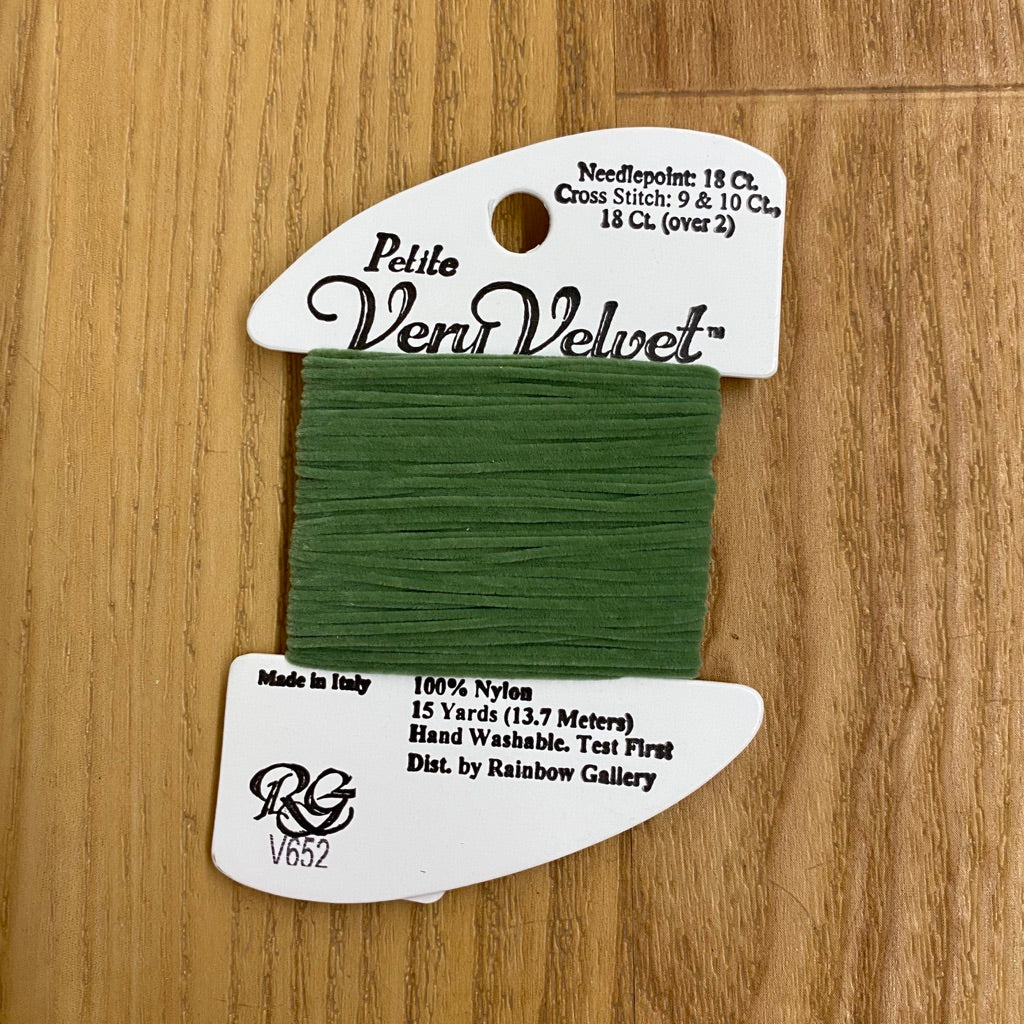 Needlepoint: 18 Ct.
Cross Stitch: 9 & 10 Ct.,
18 Ct. (over 2)
Petite
Very Velvet™
Made in Italy
100% Nylon
15 Yards (13.7 Meters)
Hand Washable. Test First
Dist. by Rainbow Gallery
RG
V652